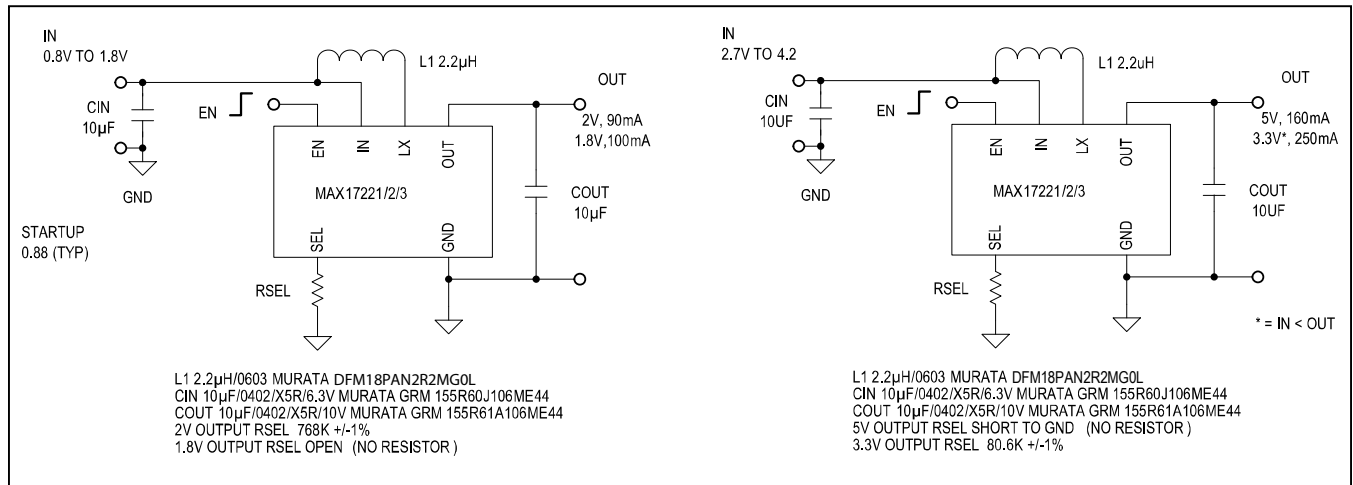 IN
0.8V TO 1.8V
L1 2.2µH
OUT
CIN
10µF
EN
2V, 90mA
1.8V,100mA
EN
IN
LX
OUT
MAX17221/2/3
COUT
10µF
GND
STARTUP
0.88 (TYP)
SEL
GND
RSEL
L1 2.2µH/0603 MURATA DFM18PAN2R2MG0L
CIN 10µF/0402/X5R/6.3V MURATA GRM 155R60J106ME44
COUT 10µF/0402/X5R/10V MURATA GRM 155R61A106ME44
2V OUTPUT RSEL 768K +/-1%
1.8V OUTPUT RSEL OPEN (NO RESISTOR )
IN
2.7V TO 4.2
L1 2.2uH
OUT
CIN
10UF
EN
5V, 160mA
3.3V*, 250mA
EN
IN
LX
OUT
MAX17221/2/3
COUT
10UF
GND
SEL
GND
RSEL
* = IN < OUT
L1 2.2µH/0603 MURATA DFM18PAN2R2MG0L
CIN 10µF/0402/X5R/6.3V MURATA GRM 155R60J106ME44
COUT 10µF/0402/X5R/10V MURATA GRM 155R61A106ME44
5V OUTPUT RSEL SHORT TO GND (NO RESISTOR )
3.3V OUTPUT RSEL 80.6K +/-1%